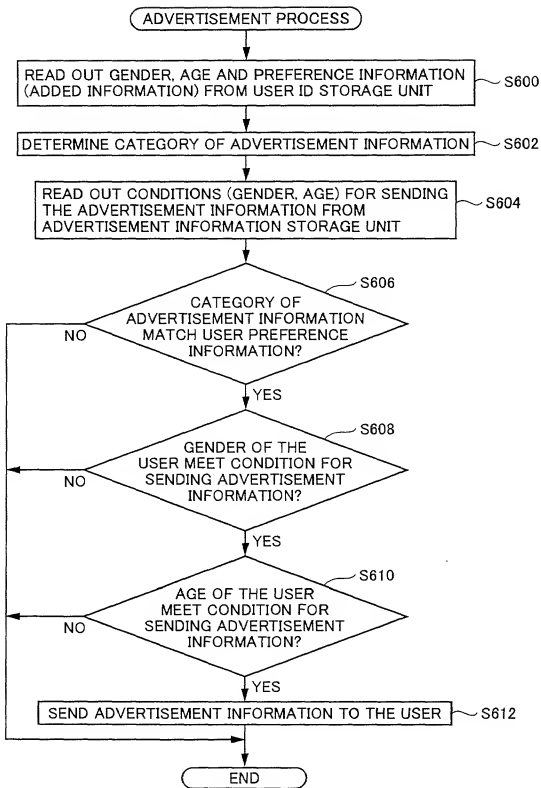 ADVERTISEMENT PROCESS
READ OUT GENDER, AGE AND PREFERENCE INFORMATION
(ADDED INFORMATION) FROM USER ID STORAGE UNIT
S600
DETERMINE CATEGORY OF ADVERTISEMENT INFORMATION
S602
READ OUT CONDITIONS (GENDER, AGE) FOR SENDING
THE ADVERTISEMENT INFORMATION FROM
ADVERTISEMENT INFORMATION STORAGE UNIT
S604
S606
CATEGORY OF
ADVERTISEMENT INFORMATION
MATCH USER PREFERENCE
INFORMATION?
NO
YES
S608
GENDER OF THE
USER MEET CONDITION FOR
SENDING ADVERTISEMENT
INFORMATION?
NO
YES
S610
AGE OF THE USER
MEET CONDITION FOR
SENDING ADVERTISEMENT
INFORMATION?
NO
YES
SEND ADVERTISEMENT INFORMATION TO THE USER
S612
END